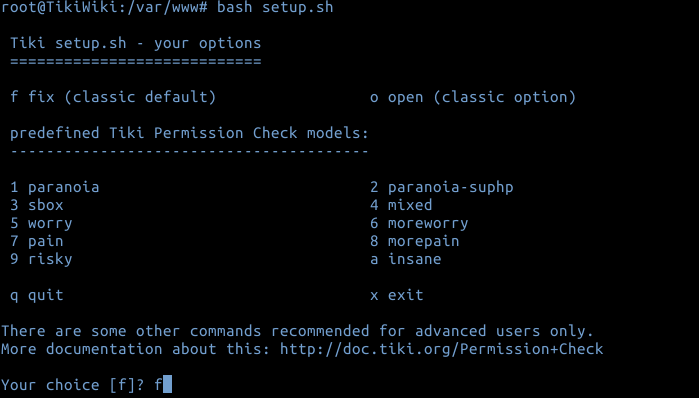 root@TikiWiki:/var/www# bash setup.sh
Tiki setup.sh - your options
============================
f fix (classic default) o open (classic option)
predefined Tiki Permission Check models:
----------------------------------------
1 paranoia 2 paranoia-suphp
3 sbox 4 mixed
5 worry 6 moreworry
7 pain 8 morepain
9 risky a insane
q quit x exit
There are some other commands recommended for advanced users only.
More documentation about this: http://doc.tiki.org/Permission+Check
Your choice [f]? f